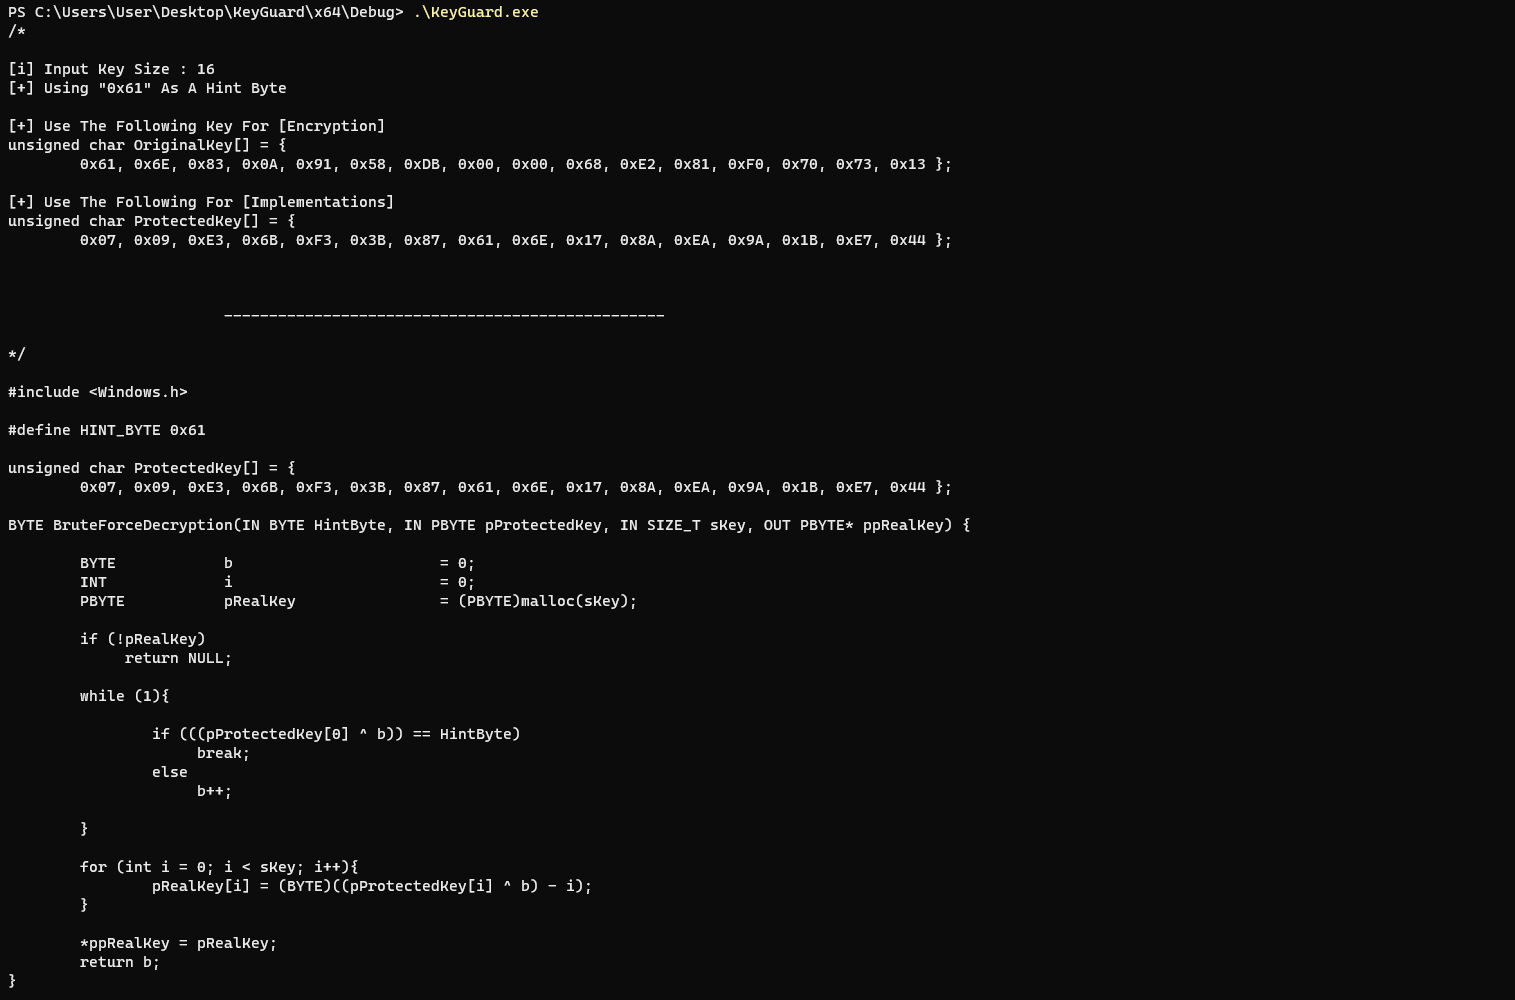 PS C:\Users\User\Desktop\KeyGuard\x64\Debug> .\KeyGuard.exe
/*
[i] Input Key Size : 16
[+] Using "0x61" As A Hint Byte
[+] Use The Following Key For [Encryption]
unsigned char OriginalKey[] = {
        0x61, 0x6E, 0x83, 0x0A, 0x91, 0x58, 0xDB, 0x00, 0x00, 0x68, 0xE2, 0x81, 0xF0, 0x70, 0x73, 0x13 };
[+] Use The Following For [Implementations]
unsigned char ProtectedKey[] = {
        0x07, 0x09, 0xE3, 0x6B, 0xF3, 0x3B, 0x87, 0x61, 0x6E, 0x17, 0x8A, 0xEA, 0x9A, 0x1B, 0xE7, 0x44 };
                        -------------------------------------------------
*/
#include <Windows.h>
#define HINT_BYTE 0x61
unsigned char ProtectedKey[] = {
        0x07, 0x09, 0xE3, 0x6B, 0xF3, 0x3B, 0x87, 0x61, 0x6E, 0x17, 0x8A, 0xEA, 0x9A, 0x1B, 0xE7, 0x44 };
BYTE BruteForceDecryption(IN BYTE HintByte, IN PBYTE pProtectedKey, IN SIZE_T sKey, OUT PBYTE* ppRealKey) {
        BYTE            b                       = 0;
        INT             i                       = 0;
        PBYTE           pRealKey                = (PBYTE)malloc(sKey);
        if (!pRealKey)
             return NULL;
        while (1){
                if (((pProtectedKey[0] ^ b)) == HintByte)
                     break;
                else
                     b++;
        }
        for (int i = 0; i < sKey; i++){
                pRealKey[i] = (BYTE)((pProtectedKey[i] ^ b) - i);
        }
        *ppRealKey = pRealKey;
        return b;
}